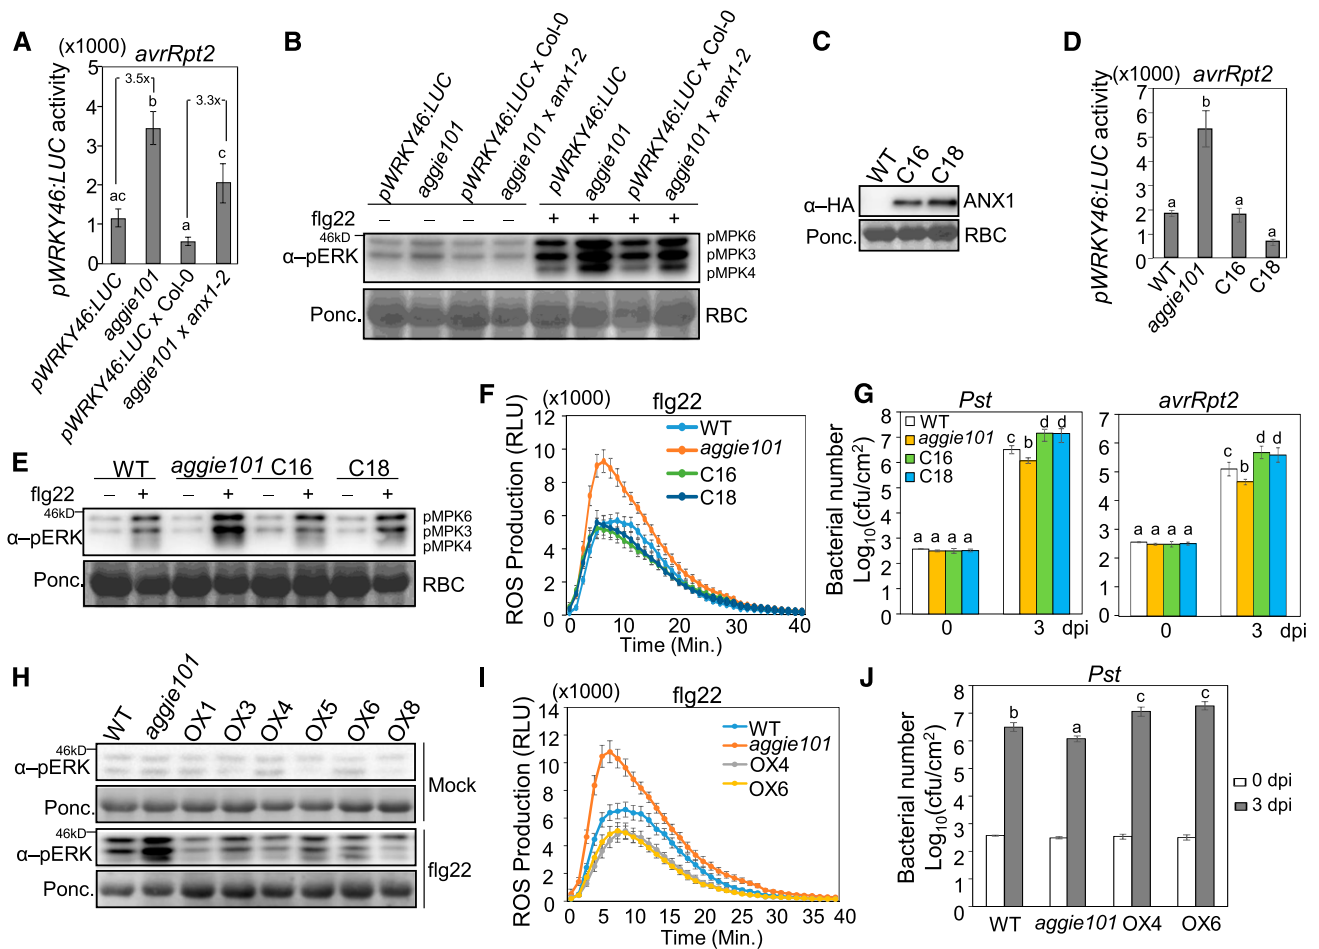 A
(x1000)
avrRpt2
pWRKY46:LUC activity
5
4
3
2
1
0
3.5x
3.3x
ac
b
a
c
pWRKY46:LUC
aggie101
pWRKY46:LUC x Col-0
aggie101 x anx1-2
B
pWRKY46:LUC
aggie101
pWRKY46:LUC x Col-0
aggie101 x anx1-2
pWRKY46:LUC
aggie101
pWRKY46:LUC x Col-0
aggie101 x anx1-2
flg22 – – – – + + + +
46kD
α–pERK
pMPK6
pMPK3
pMPK4
Ponc.
RBC
C
WT
C16
C18
α–HA
ANX1
Ponc.
RBC
D
(x1000)
avrRpt2
pWRKY46:LUC activity
7
6
5
4
3
2
1
0
a
b
a
a
WT
aggie101
C16
C18
E
WT aggie101 C16 C18
flg22 – + – + – + – +
46kD
α–pERK
pMPK6
pMPK3
pMPK4
Ponc.
RBC
F
(x1000)
flg22
ROS Production (RLU)
12
10
8
6
4
2
0
WT
aggie101
C16
C18
0 10 20 30 40
Time (Min.)
G
Pst
Bacterial number
Log10(cfu/cm2)
8
7
6
5
4
3
2
1
0
WT
aggie101
C16
C18
a a a a
c b d d
0 3 dpi
avrRpt2
7
6
5
4
3
2
1
0
a a a a
c b d d
0 3 dpi
H
WT
aggie101
OX1
OX3
OX4
OX5
OX6
OX8
46kD
α–pERK
Ponc.
Mock
46kD
α–pERK
Ponc.
flg22
I
(x1000)
flg22
ROS Production (RLU)
14
12
10
8
6
4
2
0
WT
aggie101
OX4
OX6
0 5 10 15 20 25 30 35 40
Time (Min.)
J
Pst
Bacterial number
Log10(cfu/cm2)
8
7
6
5
4
3
2
1
0
b
a
c
c
0 dpi
3 dpi
WT aggie101 OX4 OX6